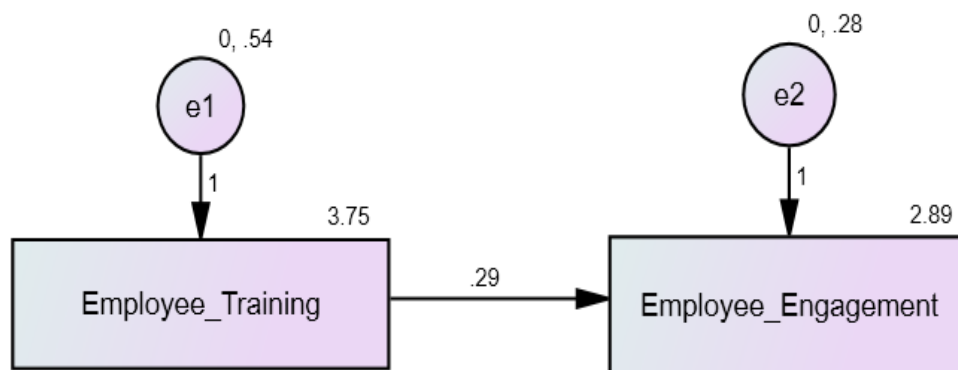 0, .54
0, .28
e1
e2
1
1
3.75
2.89
Employee_Training
.29
Employee_Engagement